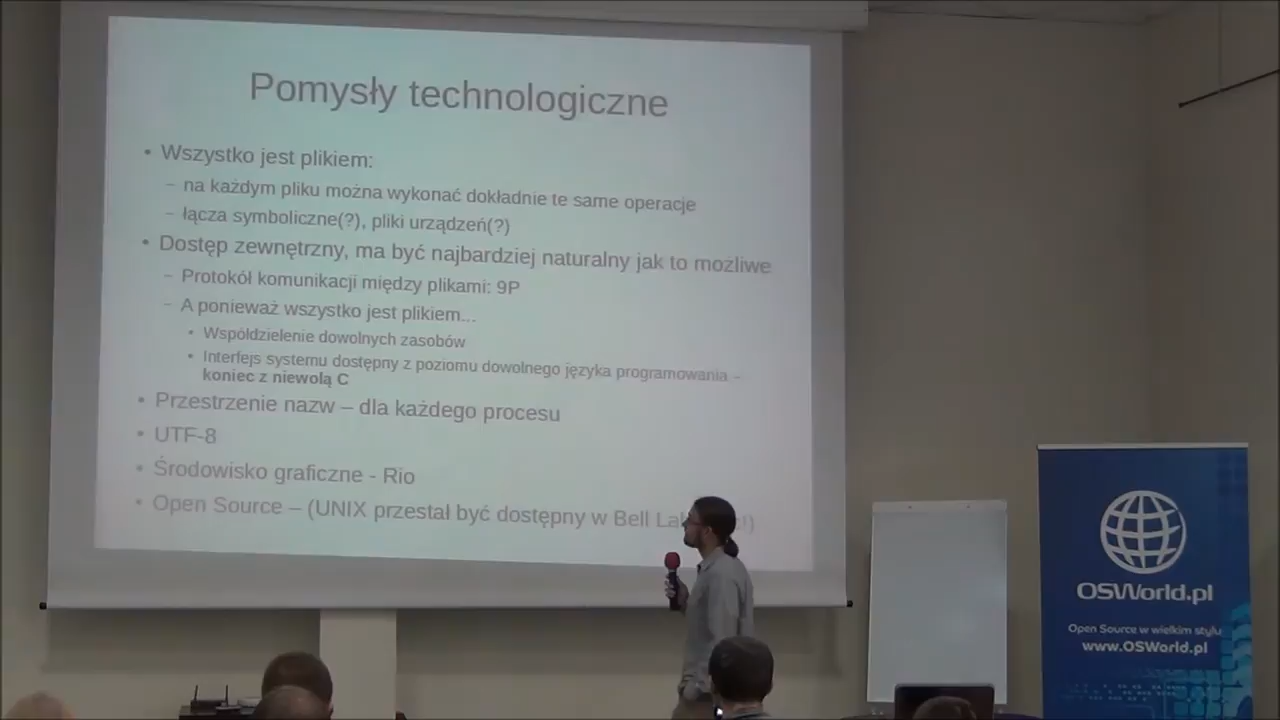 Pomysły technologiczne
• Wszystko jest plikiem:
– na każdym pliku można wykonać dokładnie te same operacje
– łącza symboliczne(?), pliki urządzeń(?)
• Dostęp zewnętrzny, ma być najbardziej naturalny jak to mozliwe
– Protokół komunikacji między plikami: 9P
– A ponieważ wszystko jest plikiem...
• Współdzielenie dowolnych zasobów
• Interfejs systemu dostępny z poziomu dowolnego języka programowania –
koniec z niewolą C
• Przestrzenie nazw – dla każdego procesu
• UTF-8
• Środowisko graficzne - Rio
• Open Source – (UNIX przestał być dostępny w Bell
OSWorld.pl
Open Source w wielkim stylu
www.OSWorld.pl